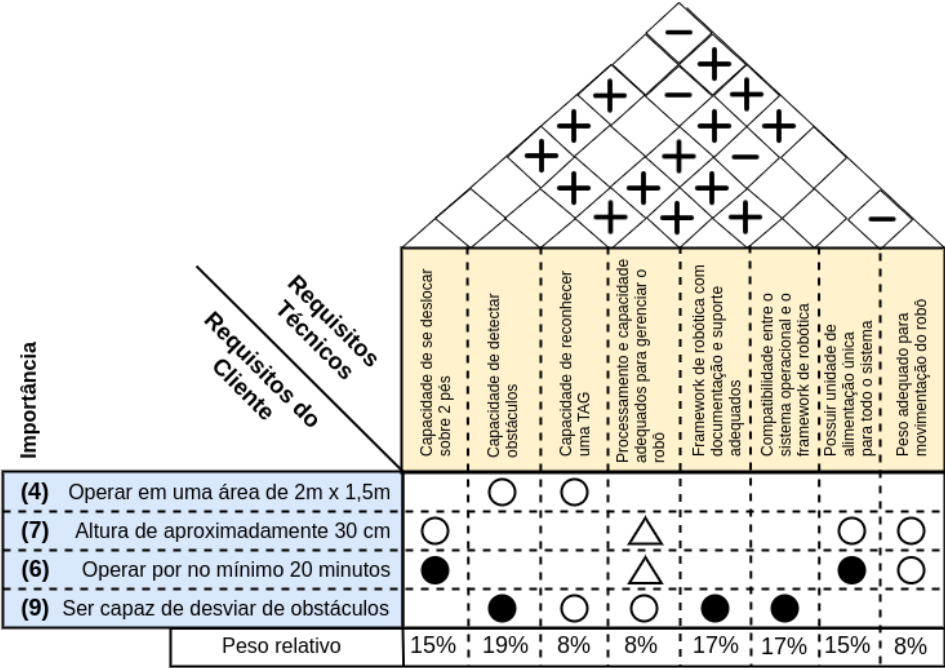 −
+
+ − +
+ + +
+ + −
+ + +
+ + + −
Requisitos
Técnicos
Requisitos do
Cliente
Importância
Capacidade de se deslocar
sobre 2 pés
Capacidade de detectar
obstáculos
Capacidade de reconhecer
uma TAG
Processamento e capacidade
adequados para gerenciar o
robô
Framework de robótica com
documentação e suporte
adequados
Compatibilidade entre o
sistema operacional e o
framework de robótica
Possuir unidade de
alimentação única
para todo o sistema
Peso adequado para
movimentação do robô
(4) Operar em uma área de 2m x 1,5m
(7) Altura de aproximadamente 30 cm
(6) Operar por no mínimo 20 minutos
(9) Ser capaz de desviar de obstáculos
Peso relativo 15% 19% 8% 8% 17% 17% 15% 8%